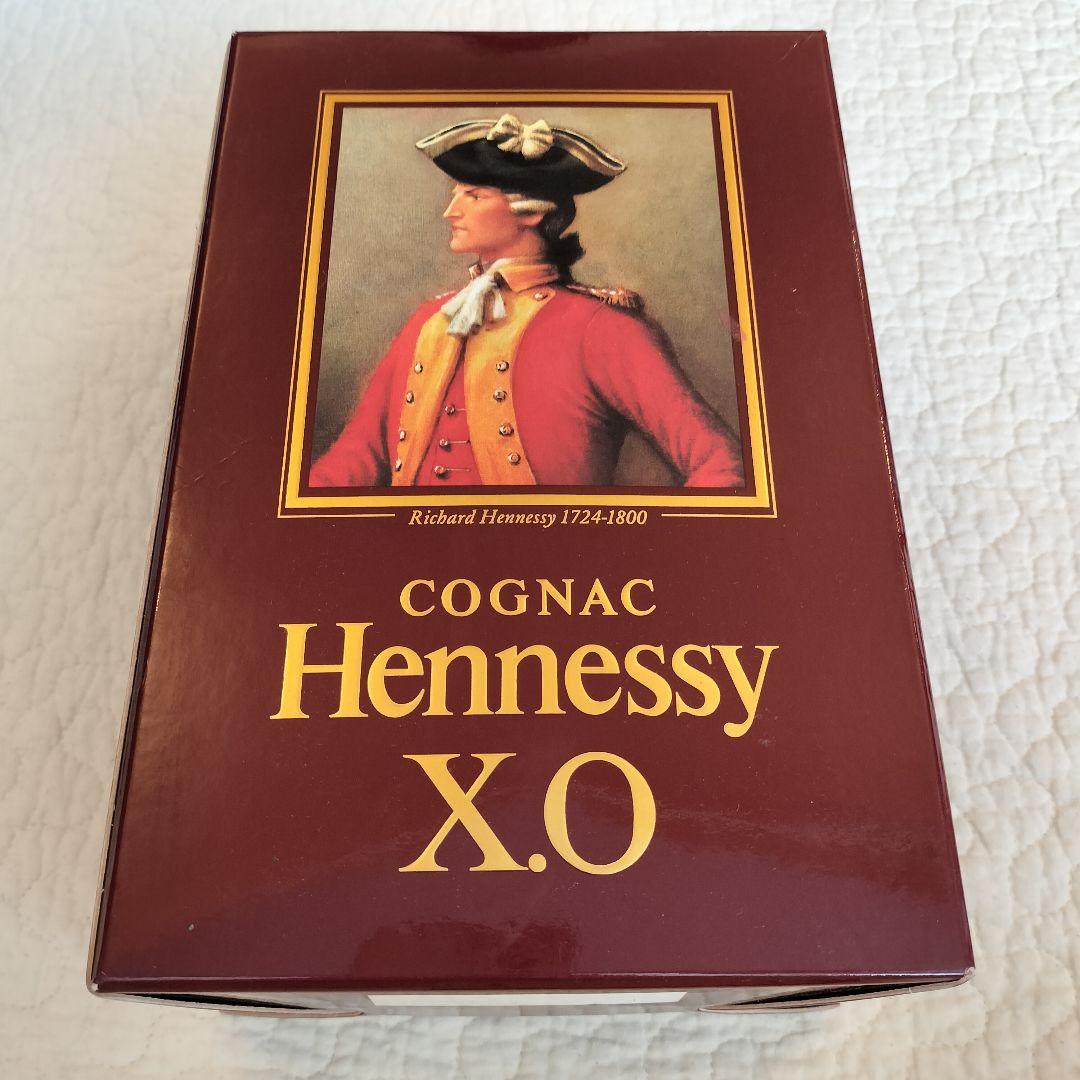 Richard Hennessy 1724-1800
COGNAC
Hennessy
X.O